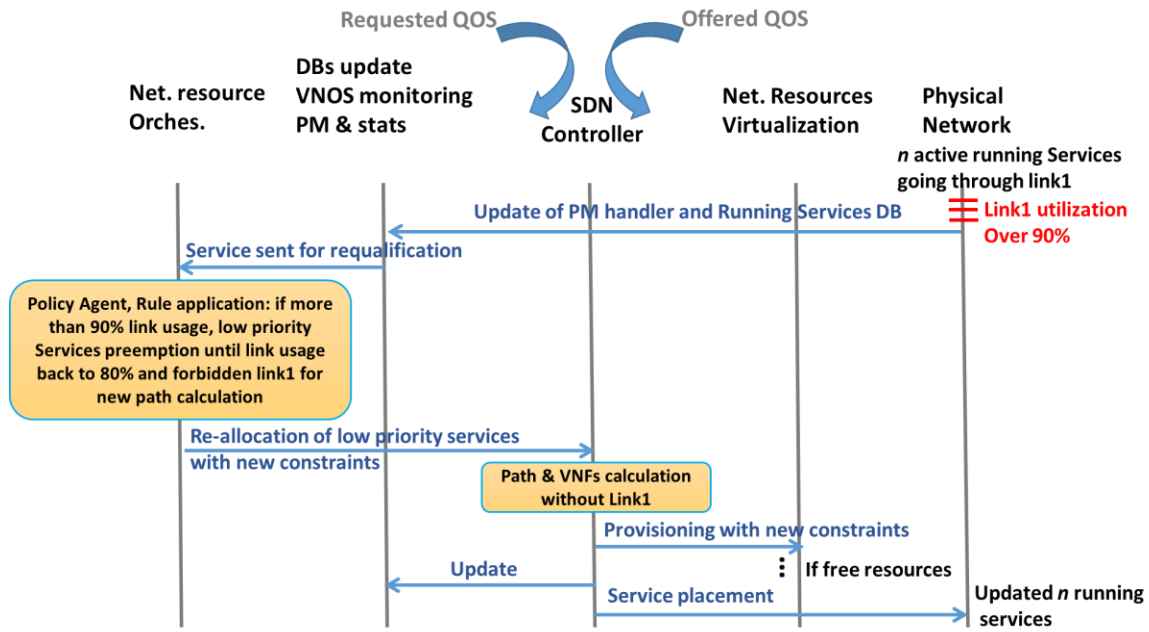 Requested QOS
Offered QOS
Net. resource
Orches.
DBs update
VNOS monitoring
PM & stats
SDN
Controller
Net. Resources
Virtualization
Physical
Network
n active running Services
going through link1
Link1 utilization
Over 90%
Update of PM handler and Running Services DB
Service sent for requalification
Policy Agent, Rule application: if more
than 90% link usage, low priority
Services preemption until link usage
back to 80% and forbidden link1 for
new path calculation
Re-allocation of low priority services
with new constraints
Path & VNFs calculation
without Link1
Provisioning with new constraints
If free resources
Update
Service placement
Updated n running
services